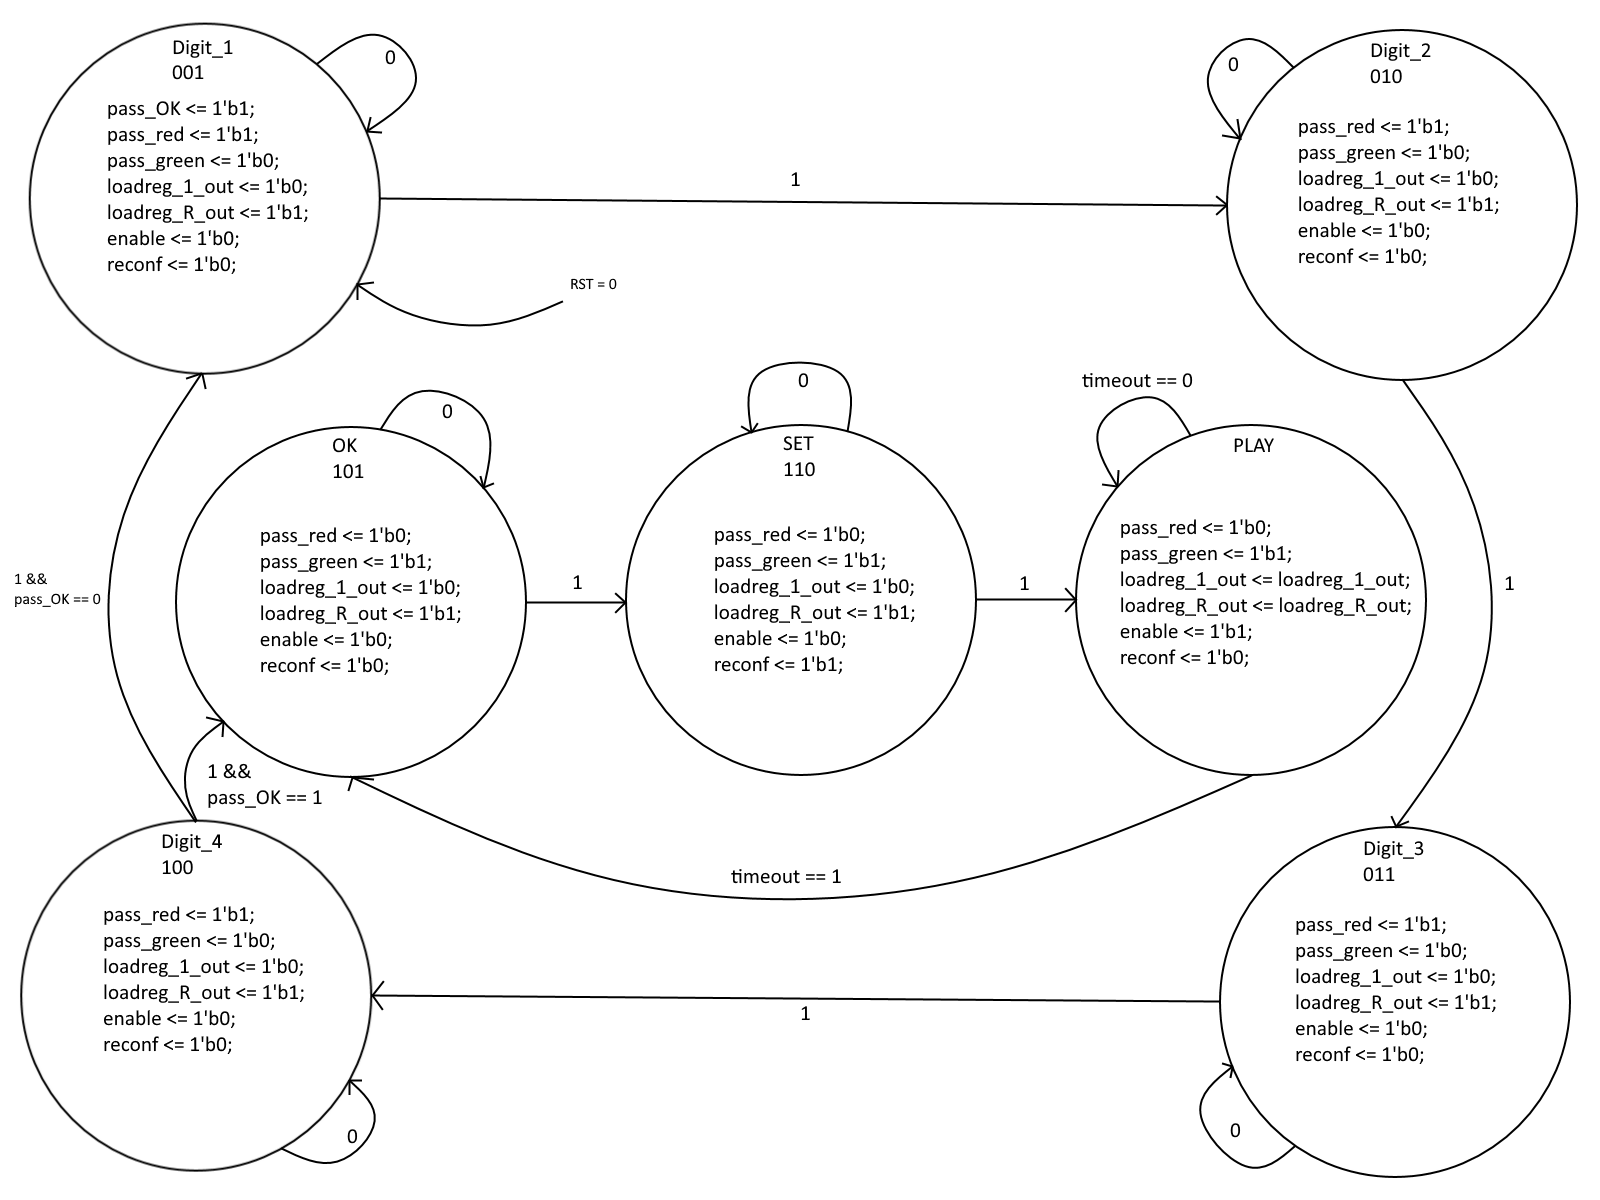 Digit_1
001
pass_OK <= 1'b1;
pass_red <= 1'b1;
pass_green <= 1'b0;
loadreg_1_out <= 1'b0;
loadreg_R_out <= 1'b1;
enable <= 1'b0;
reconf <= 1'b0;
0
1
RST = 0
0
Digit_2
010
pass_red <= 1'b1;
pass_green <= 1'b0;
loadreg_1_out <= 1'b0;
loadreg_R_out <= 1'b1;
enable <= 1'b0;
reconf <= 1'b0;
1 &&
pass_OK == 0
0
OK
101
pass_red <= 1'b0;
pass_green <= 1'b1;
loadreg_1_out <= 1'b0;
loadreg_R_out <= 1'b1;
enable <= 1'b0;
reconf <= 1'b0;
1
0
SET
110
pass_red <= 1'b0;
pass_green <= 1'b1;
loadreg_1_out <= 1'b0;
loadreg_R_out <= 1'b1;
enable <= 1'b0;
reconf <= 1'b1;
1
timeout == 0
PLAY
pass_red <= 1'b0;
pass_green <= 1'b1;
loadreg_1_out <= loadreg_1_out;
loadreg_R_out <= loadreg_R_out;
enable <= 1'b1;
reconf <= 1'b0;
1
1 &&
pass_OK == 1
timeout == 1
Digit_4
100
pass_red <= 1'b1;
pass_green <= 1'b0;
loadreg_1_out <= 1'b0;
loadreg_R_out <= 1'b1;
enable <= 1'b0;
reconf <= 1'b0;
0
1
Digit_3
011
pass_red <= 1'b1;
pass_green <= 1'b0;
loadreg_1_out <= 1'b0;
loadreg_R_out <= 1'b1;
enable <= 1'b0;
reconf <= 1'b0;
0